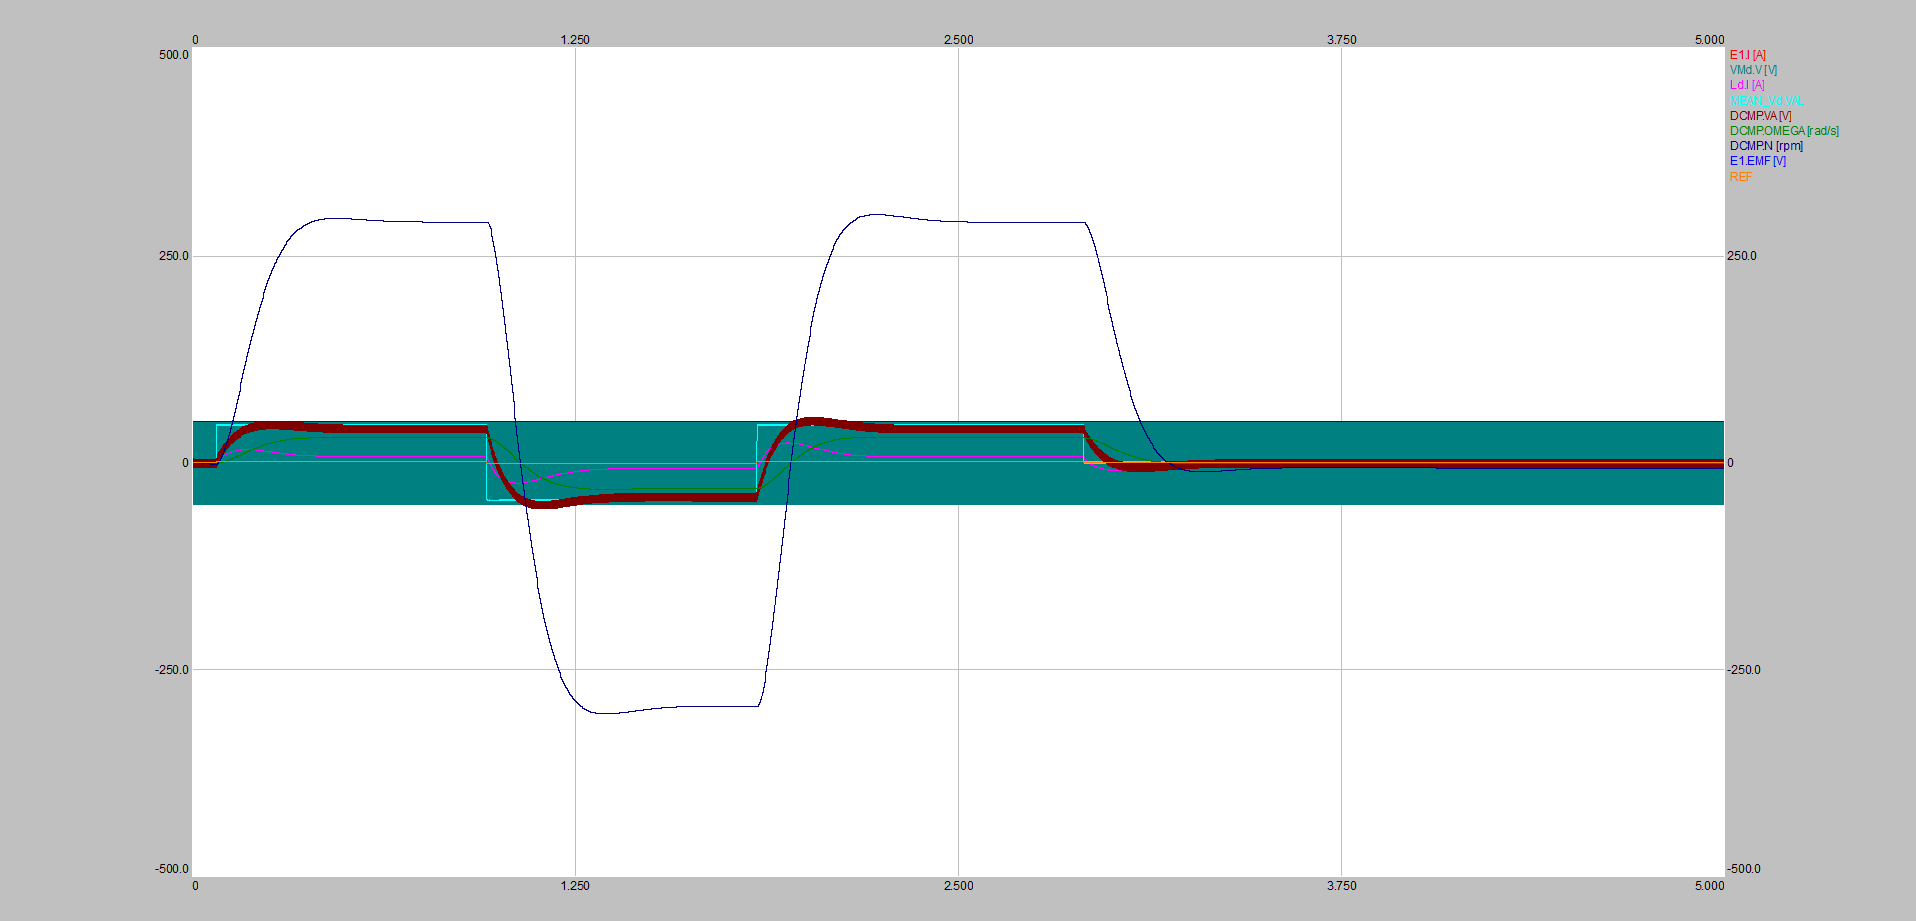 0 1.250 2.500 3.750 5.000
500.0
E1.I [A]
VMd.V [V]
Ld.I [A]
MEAN_Vd.VAL
DCMP.VA [V]
DCMP.OMEGA [rad/s]
DCMP.N [rpm]
E1.EMF [V]
REF
250.0 250.0
0 0
-250.0 -250.0
-500.0 -500.0
0 1.250 2.500 3.750 5.000